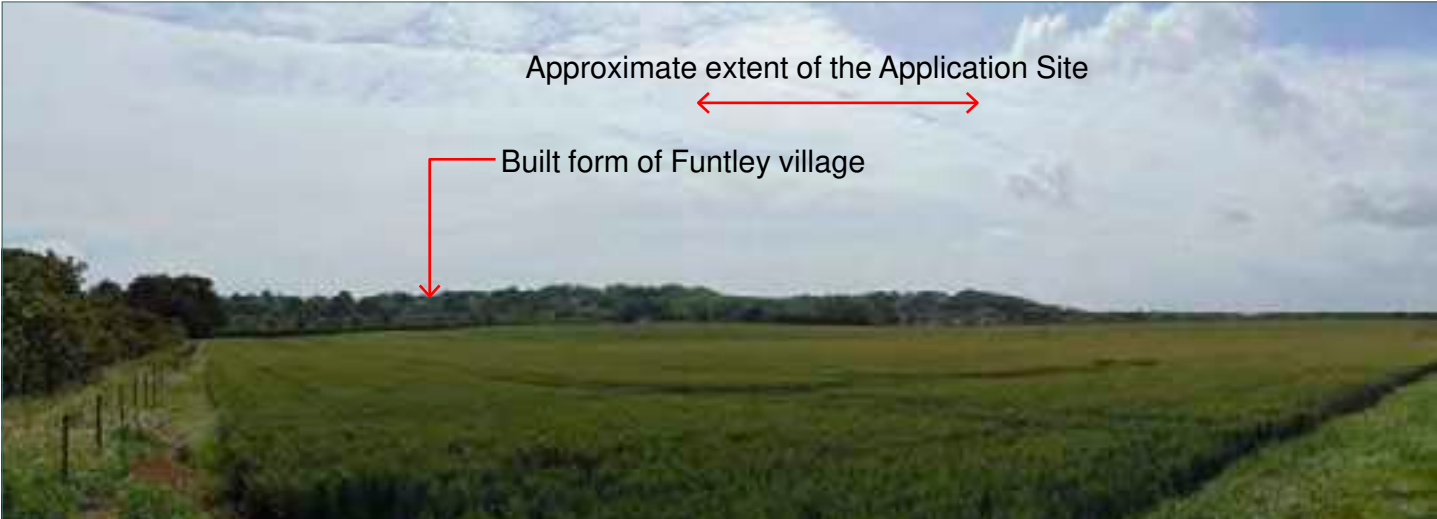 Approximate extent of the Application Site
Built form of Funtley village